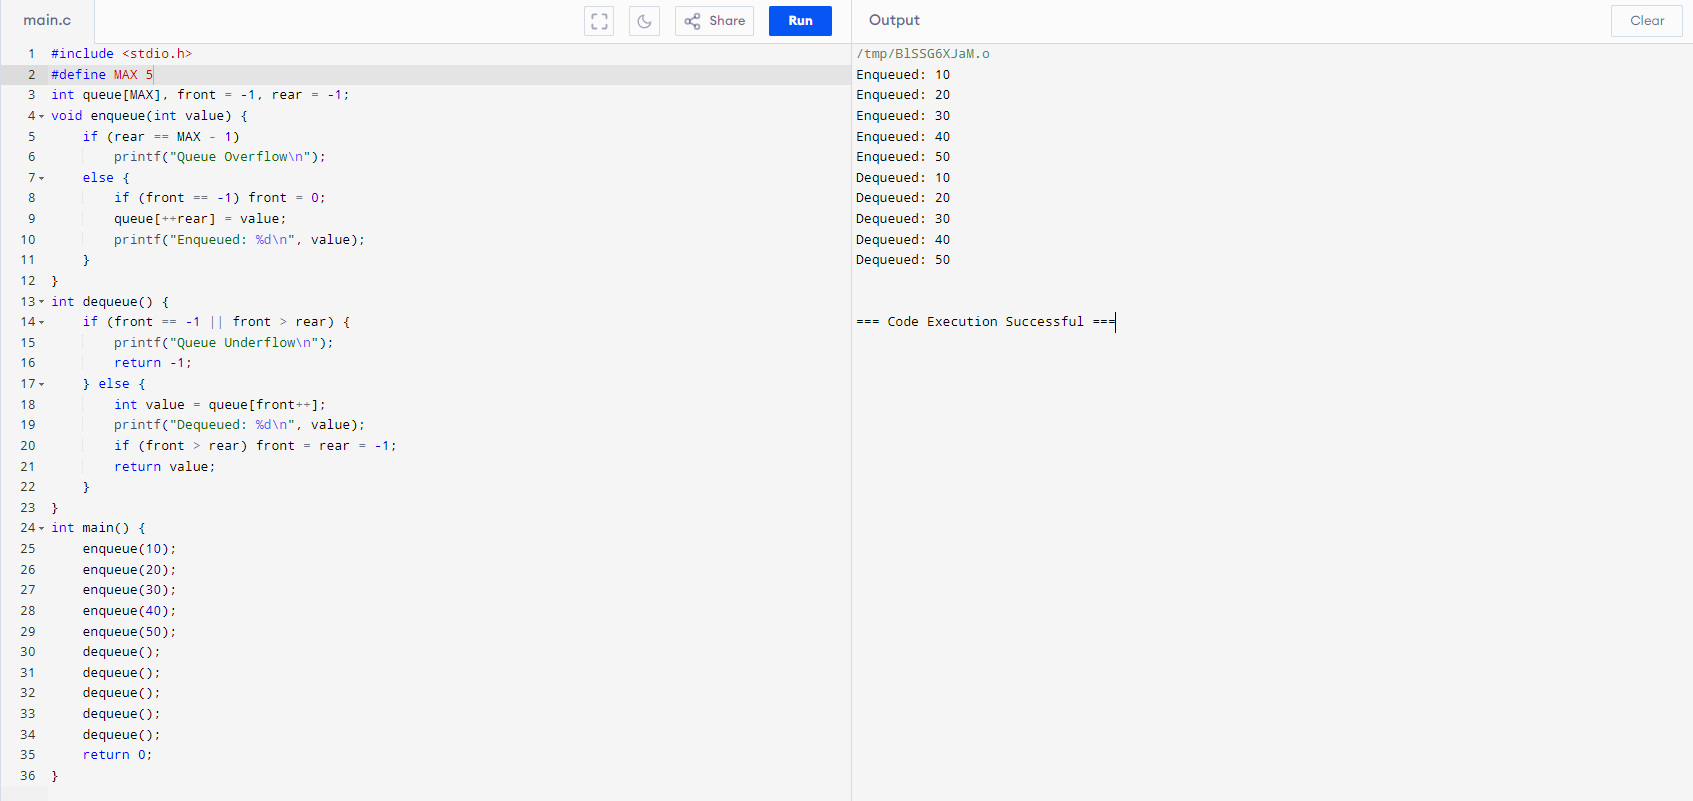 main.c
Share
Run
Output
Clear
1 #include <stdio.h>
2 #define MAX 5
3 int queue[MAX], front = -1, rear = -1;
4 void enqueue(int value) {
5     if (rear == MAX - 1)
6         printf("Queue Overflow\n");
7     else {
8         if (front == -1) front = 0;
9         queue[++rear] = value;
10         printf("Enqueued: %d\n", value);
11     }
12 }
13 int dequeue() {
14     if (front == -1 || front > rear) {
15         printf("Queue Underflow\n");
16         return -1;
17     } else {
18         int value = queue[front++];
19         printf("Dequeued: %d\n", value);
20         if (front > rear) front = rear = -1;
21         return value;
22     }
23 }
24 int main() {
25     enqueue(10);
26     enqueue(20);
27     enqueue(30);
28     enqueue(40);
29     enqueue(50);
30     dequeue();
31     dequeue();
32     dequeue();
33     dequeue();
34     dequeue();
35     return 0;
36 }
/tmp/BlSSG6XJaM.o
Enqueued: 10
Enqueued: 20
Enqueued: 30
Enqueued: 40
Enqueued: 50
Dequeued: 10
Dequeued: 20
Dequeued: 30
Dequeued: 40
Dequeued: 50
=== Code Execution Successful ===